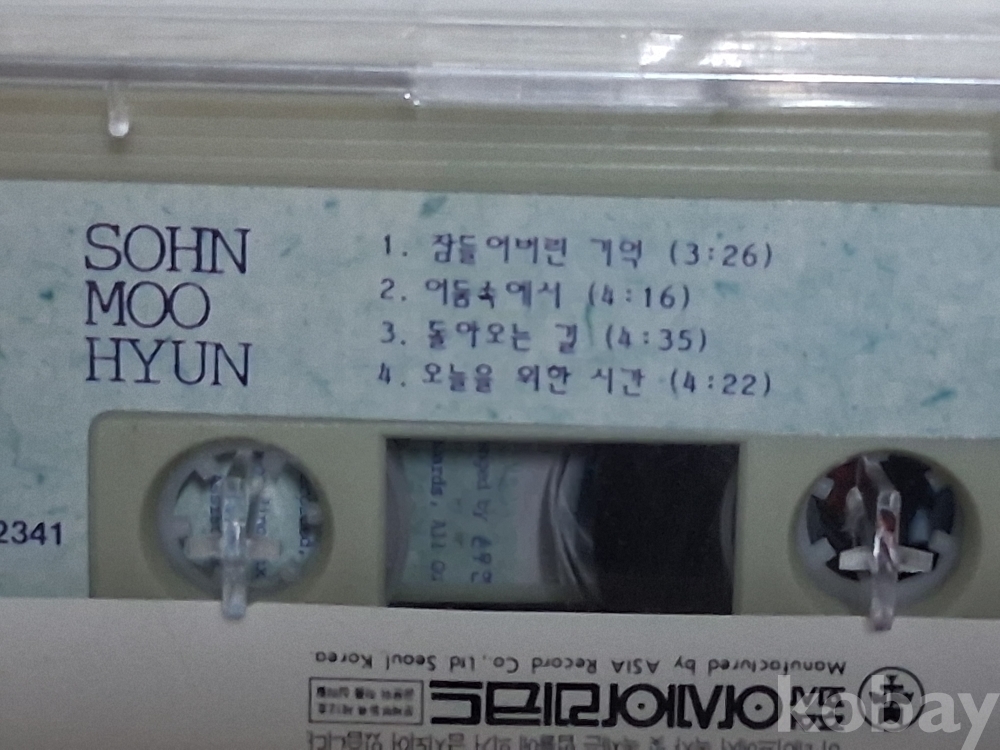 SOHN
MOO
HYUN
1. 잠들어버린 기억 (3:26)
2. 어둠속에서 (4:16)
3. 돌아오는 길 (4:35)
4. 오늘을 위한 시간 (4:22)
2341
Manufactured by ASIA Record Co., Ltd Seoul Korea
아시아레코드
kobay